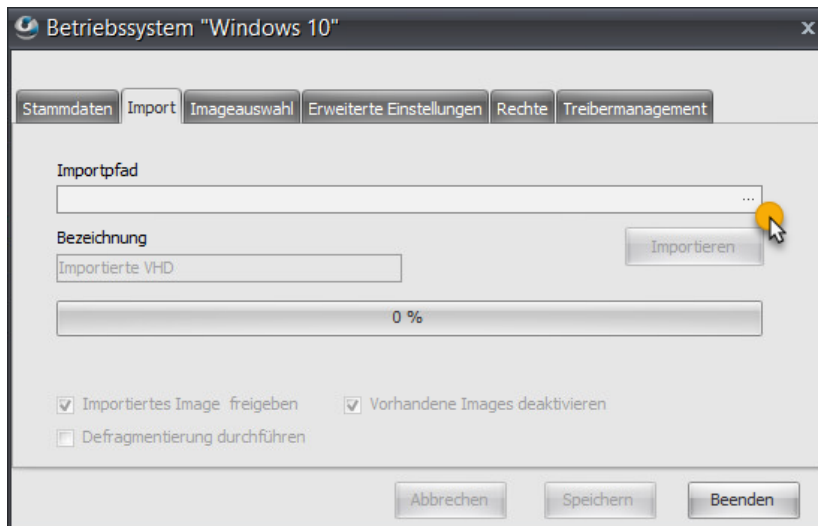 Betriebssystem "Windows 10"
x
Stammdaten Import Imageauswahl Erweiterte Einstellungen Rechte Treibermanagement
Importpfad
...
Bezeichnung
Importieren
Importierte VHD
0 %
Importiertes Image freigeben Vorhandene Images deaktivieren
Defragmentierung durchführen
Abbrechen Speichern Beenden